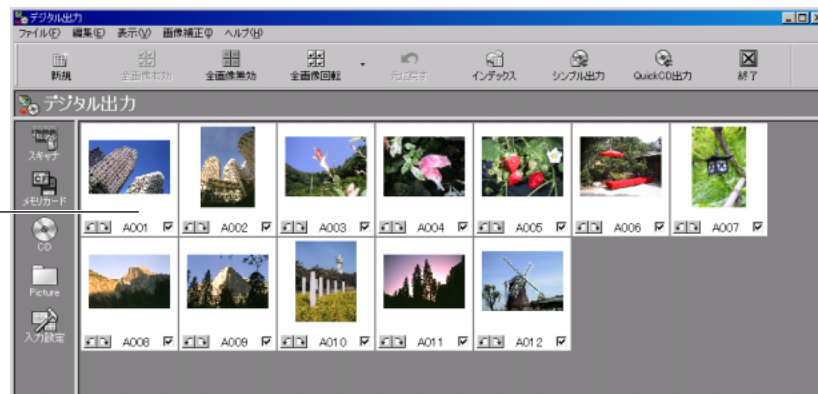 デジタル出力
ファイル(F) 編集(E) 表示(V) 画像補正(I) ヘルプ(H)
新規 全画像有効 全画像無効 全画像回転 元に戻す インデックス シンプル出力 QuickCD出力 終了
デジタル出力
スキャナ
メモリカード
CD
Picture
入力設定
A001 A002 A003 A004 A005 A006 A007
A008 A009 A010 A011 A012